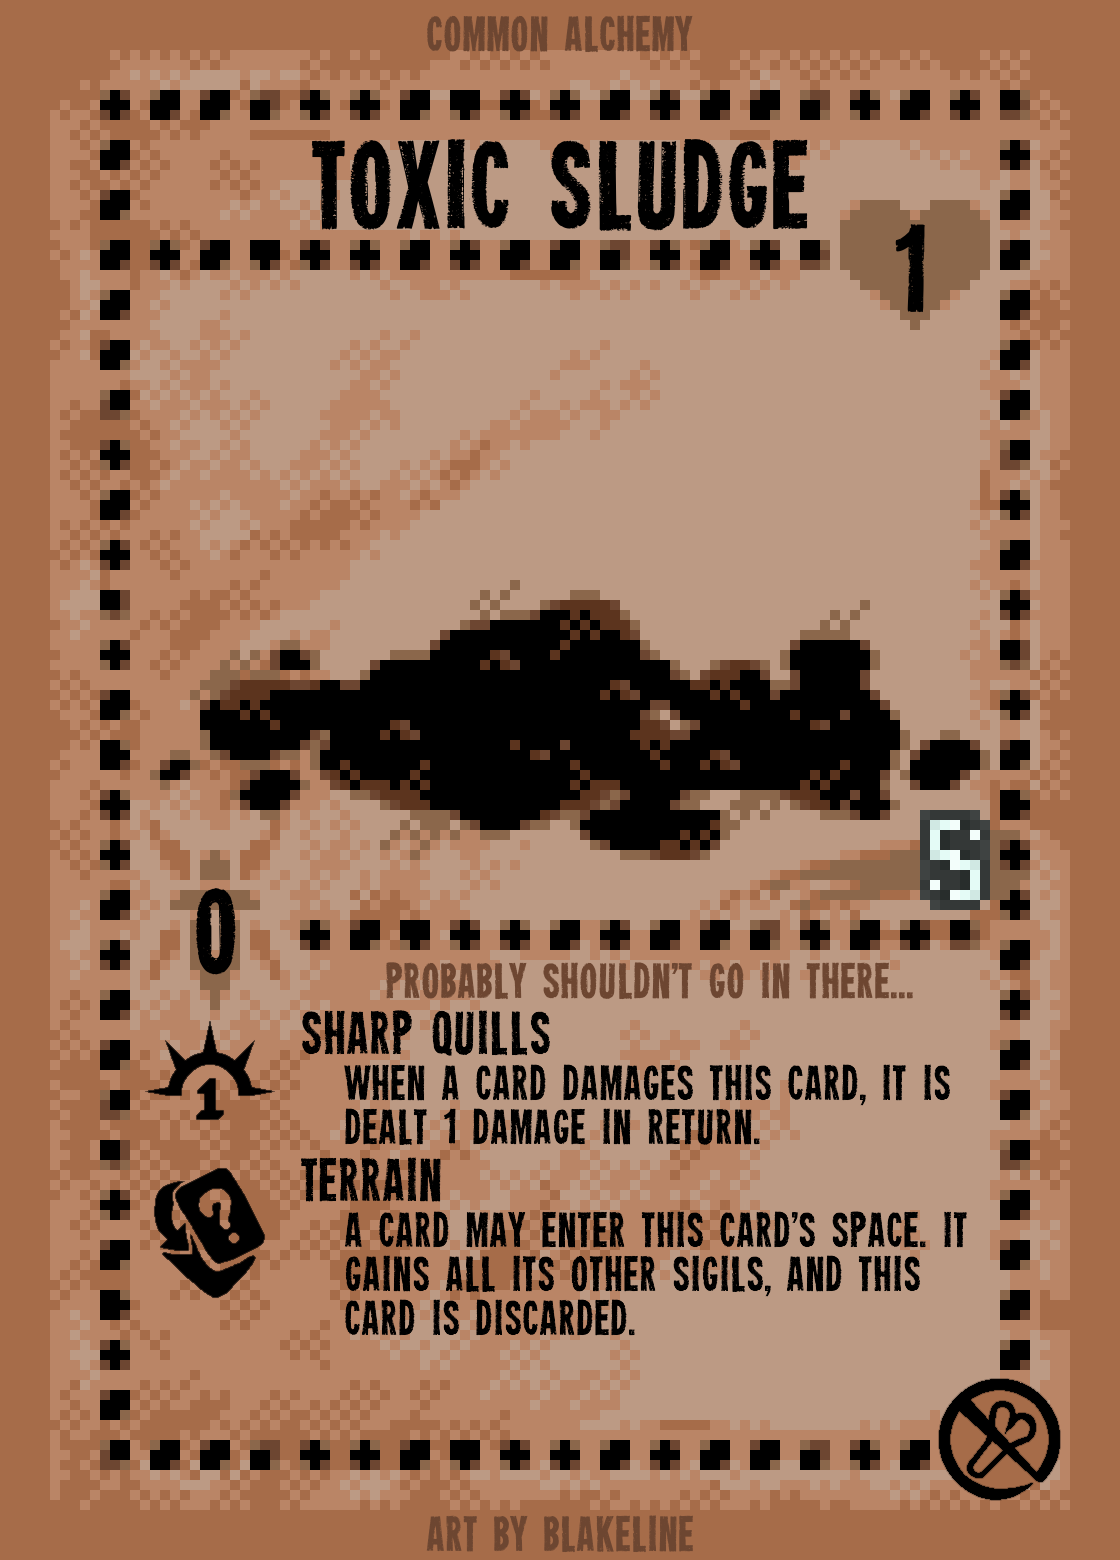 COMMON ALCHEMY
TOXIC SLUDGE
1
S
0
PROBABLY SHOULDN'T GO IN THERE...
SHARP QUILLS
1
WHEN A CARD DAMAGES THIS CARD, IT IS
DEALT 1 DAMAGE IN RETURN.
TERRAIN
?
A CARD MAY ENTER THIS CARD'S SPACE. IT
GAINS ALL ITS OTHER SIGILS, AND THIS
CARD IS DISCARDED.
ART BY BLAKELINE